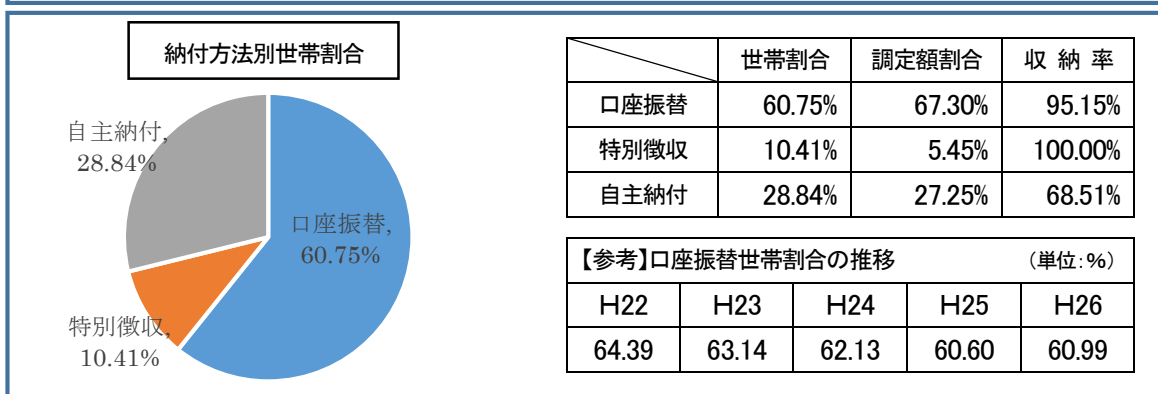 納付方法別世帯割合
自主納付,
28.84%
口座振替,
60.75%
特別徴収,
10.41%
世帯割合 調定額割合 収 納 率
口座振替 60.75% 67.30% 95.15%
特別徴収 10.41% 5.45% 100.00%
自主納付 28.84% 27.25% 68.51%
【参考】口座振替世帯割合の推移 (単位:%)
H22 H23 H24 H25 H26
64.39 63.14 62.13 60.60 60.99